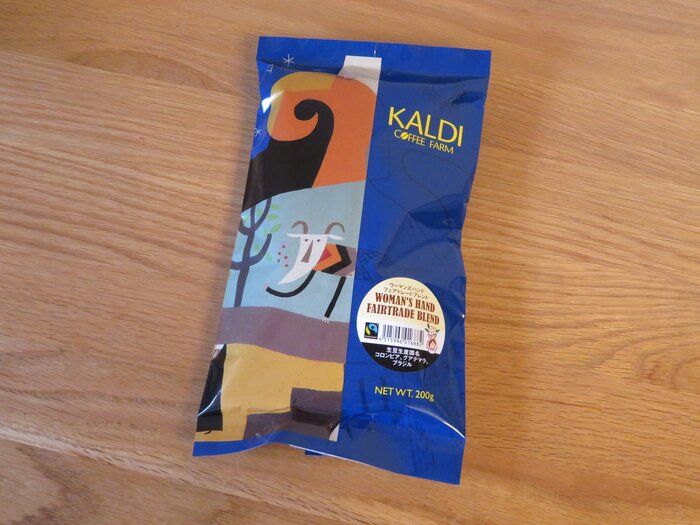 KALDI
COFFEE FARM
ウーマンズハンド
フェアトレードブレンド
WOMAN'S HAND
FAIRTRADE BLEND
生豆生産国名
コロンビア、グアテマラ、
ブラジル
NET WT. 200g